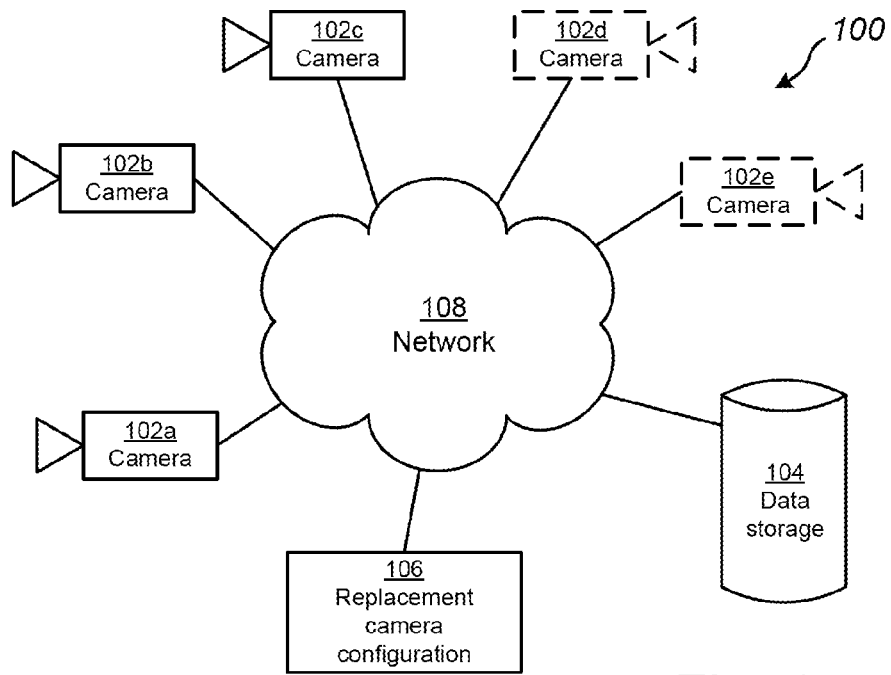 102c
Camera
102d
Camera
100
102b
Camera
102e
Camera
108
Network
102a
Camera
104
Data
storage
106
Replacement
camera
configuration